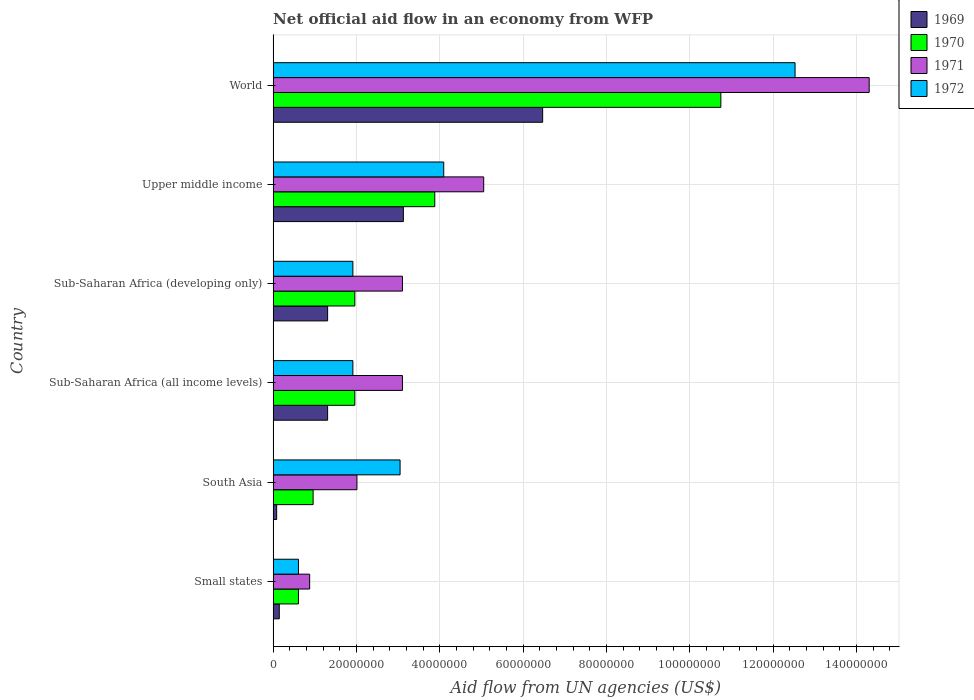 Net official aid flow in an economy from WFP
1969
1970
1971
1972
World
Upper middle income
Sub-Saharan Africa (developing only)
Sub-Saharan Africa (all income levels)
South Asia
Small states
Country
0
20000000
40000000
60000000
80000000
100000000
120000000
140000000
Aid flow from UN agencies (US$)